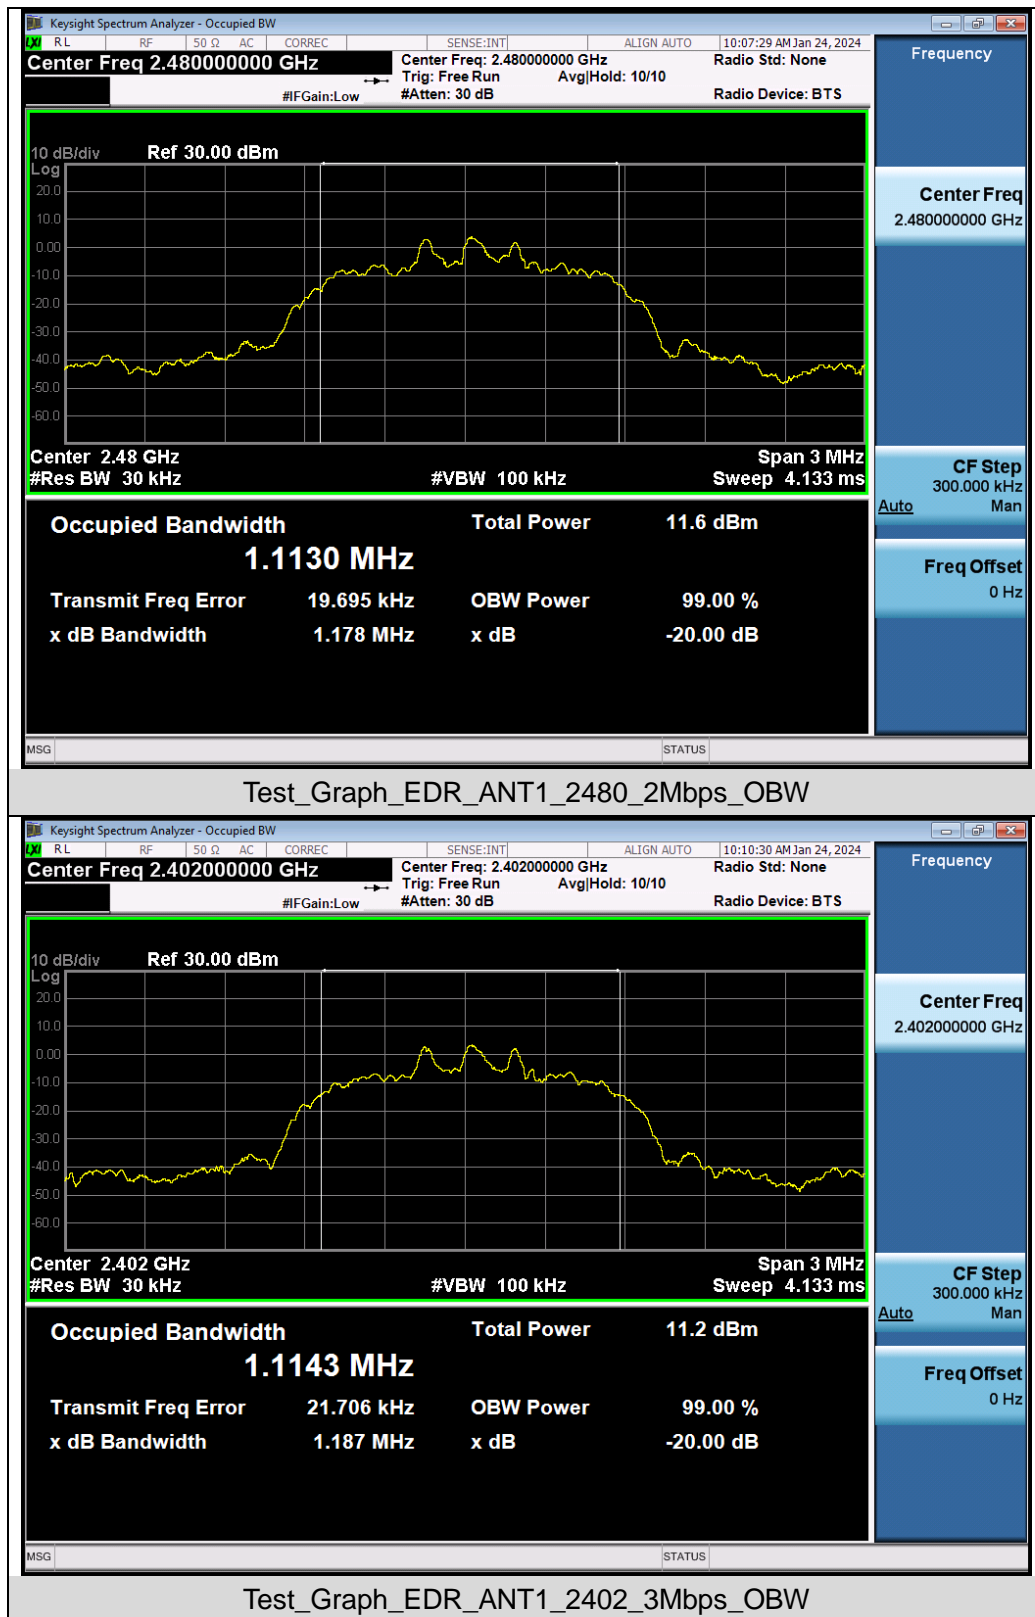 Keysight Spectrum Analyzer - Occupied BW
LXI RL RF 50 Ω AC CORREC SENSE:INT ALIGN AUTO 10:07:29 AM Jan 24, 2024
Center Freq 2.480000000 GHz Center Freq: 2.480000000 GHz Radio Std: None Frequency
Trig: Free Run Avg|Hold: 10/10
#IFGain:Low #Atten: 30 dB Radio Device: BTS
10 dB/div Ref 30.00 dBm
Log
20.0
10.0
0.00
-10.0
-20.0
-30.0
-40.0
-50.0
-60.0
Center Freq
2.480000000 GHz
Center 2.48 GHz Span 3 MHz
#Res BW 30 kHz #VBW 100 kHz Sweep 4.133 ms
CF Step
300.000 kHz
Auto Man
Occupied Bandwidth Total Power 11.6 dBm
1.1130 MHz
Transmit Freq Error 19.695 kHz OBW Power 99.00 %
x dB Bandwidth 1.178 MHz x dB -20.00 dB
Freq Offset
0 Hz
MSG STATUS
Test_Graph_EDR_ANT1_2480_2Mbps_OBW
Keysight Spectrum Analyzer - Occupied BW
LXI RL RF 50 Ω AC CORREC SENSE:INT ALIGN AUTO 10:10:30 AM Jan 24, 2024
Center Freq 2.402000000 GHz Center Freq: 2.402000000 GHz Radio Std: None Frequency
Trig: Free Run Avg|Hold: 10/10
#IFGain:Low #Atten: 30 dB Radio Device: BTS
10 dB/div Ref 30.00 dBm
Log
20.0
10.0
0.00
-10.0
-20.0
-30.0
-40.0
-50.0
-60.0
Center Freq
2.402000000 GHz
Center 2.402 GHz Span 3 MHz
#Res BW 30 kHz #VBW 100 kHz Sweep 4.133 ms
CF Step
300.000 kHz
Auto Man
Occupied Bandwidth Total Power 11.2 dBm
1.1143 MHz
Transmit Freq Error 21.706 kHz OBW Power 99.00 %
x dB Bandwidth 1.187 MHz x dB -20.00 dB
Freq Offset
0 Hz
MSG STATUS
Test_Graph_EDR_ANT1_2402_3Mbps_OBW